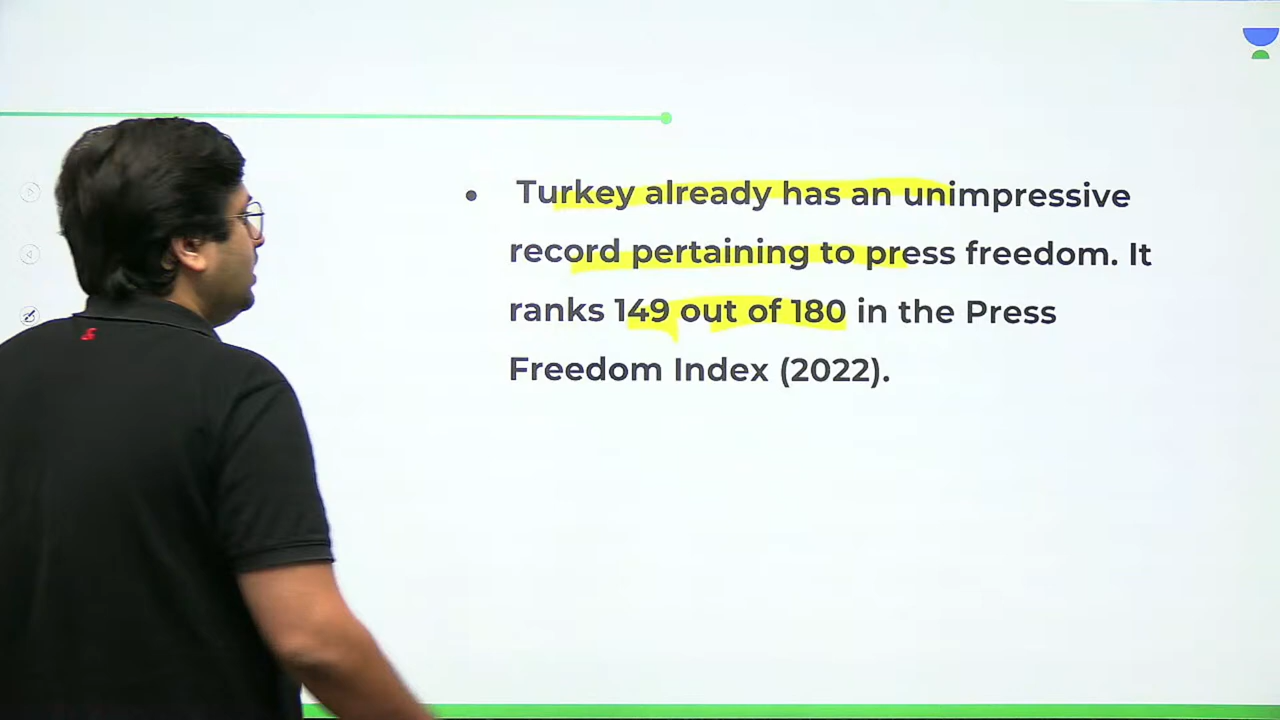 • Turkey already has an unimpressive
record pertaining to press freedom. It
ranks 149 out of 180 in the Press
Freedom Index (2022).